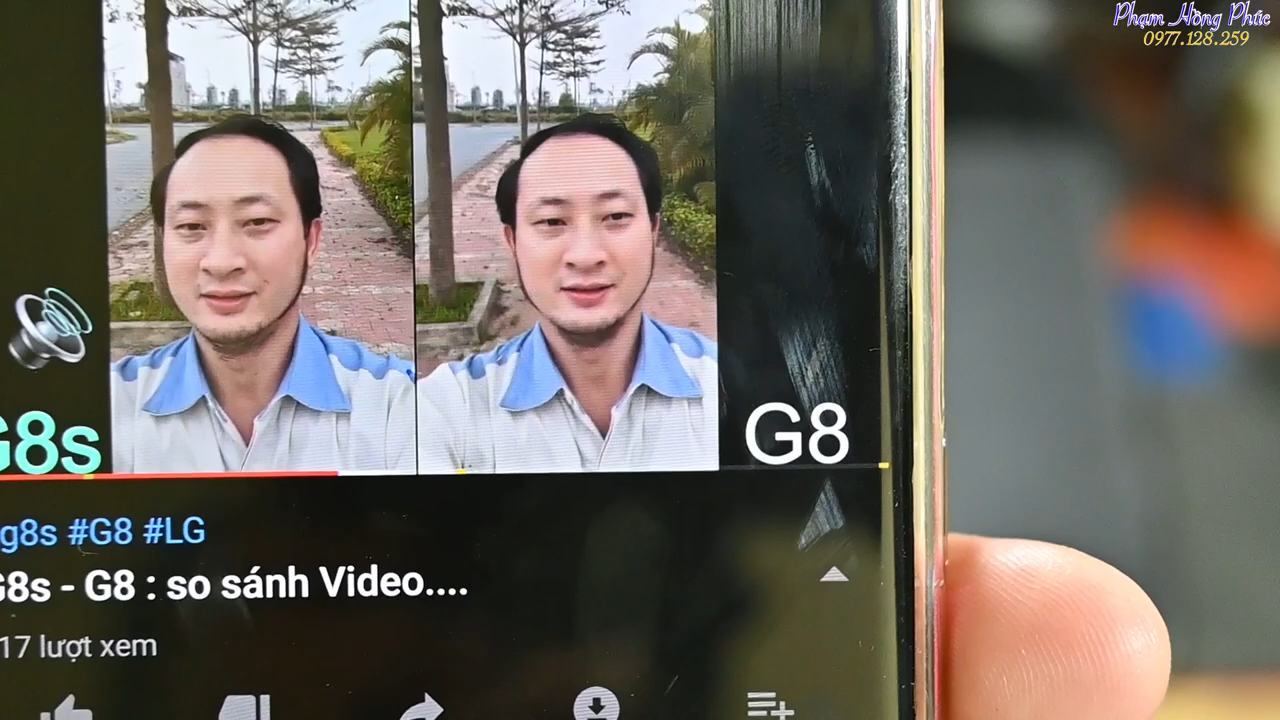 Phạm Hồng Phúc
0977.128.259
G8s
G8
g8s #G8 #LG
G8s - G8 : so sánh Video....
17 lượt xem